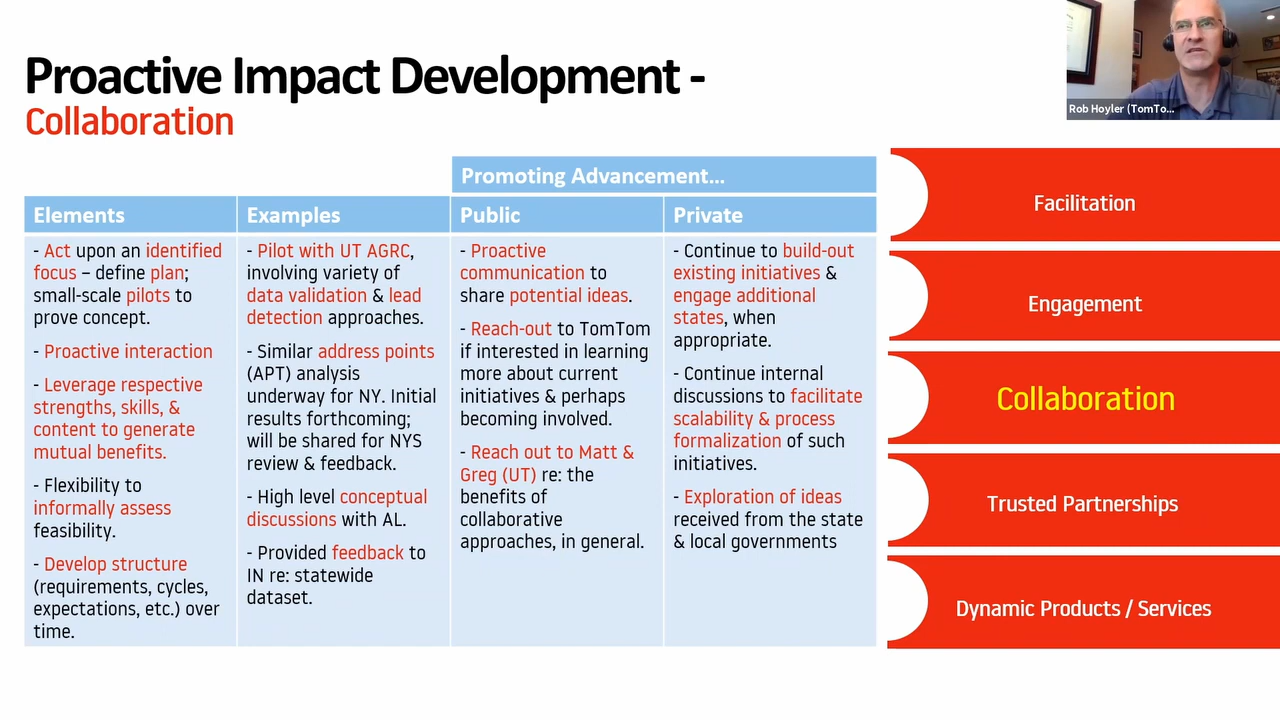 Proactive Impact Development -
Collaboration
Rob Hoyler (TomTo...
Promoting Advancement...
Elements
Examples
Public
Private
- Act upon an identified
focus – define plan;
small-scale pilots to
prove concept.
- Proactive interaction
- Leverage respective
strengths, skills, &
content to generate
mutual benefits.
- Flexibility to
informally assess
feasibility.
- Develop structure
(requirements, cycles,
expectations, etc.) over
time.
- Pilot with UT AGRC,
involving variety of
data validation & lead
detection approaches.
- Similar address points
(APT) analysis
underway for NY. Initial
results forthcoming;
will be shared for NYS
review & feedback.
- High level conceptual
discussions with AL.
- Provided feedback to
IN re: statewide
dataset.
- Proactive
communication to
share potential ideas.
- Reach-out to TomTom
if interested in learning
more about current
initiatives & perhaps
becoming involved.
- Reach out to Matt &
Greg (UT) re: the
benefits of
collaborative
approaches, in general.
- Continue to build-out
existing initiatives &
engage additional
states, when
appropriate.
- Continue internal
discussions to facilitate
scalability & process
formalization of such
initiatives.
- Exploration of ideas
received from the state
& local governments
Facilitation
Engagement
Collaboration
Trusted Partnerships
Dynamic Products / Services